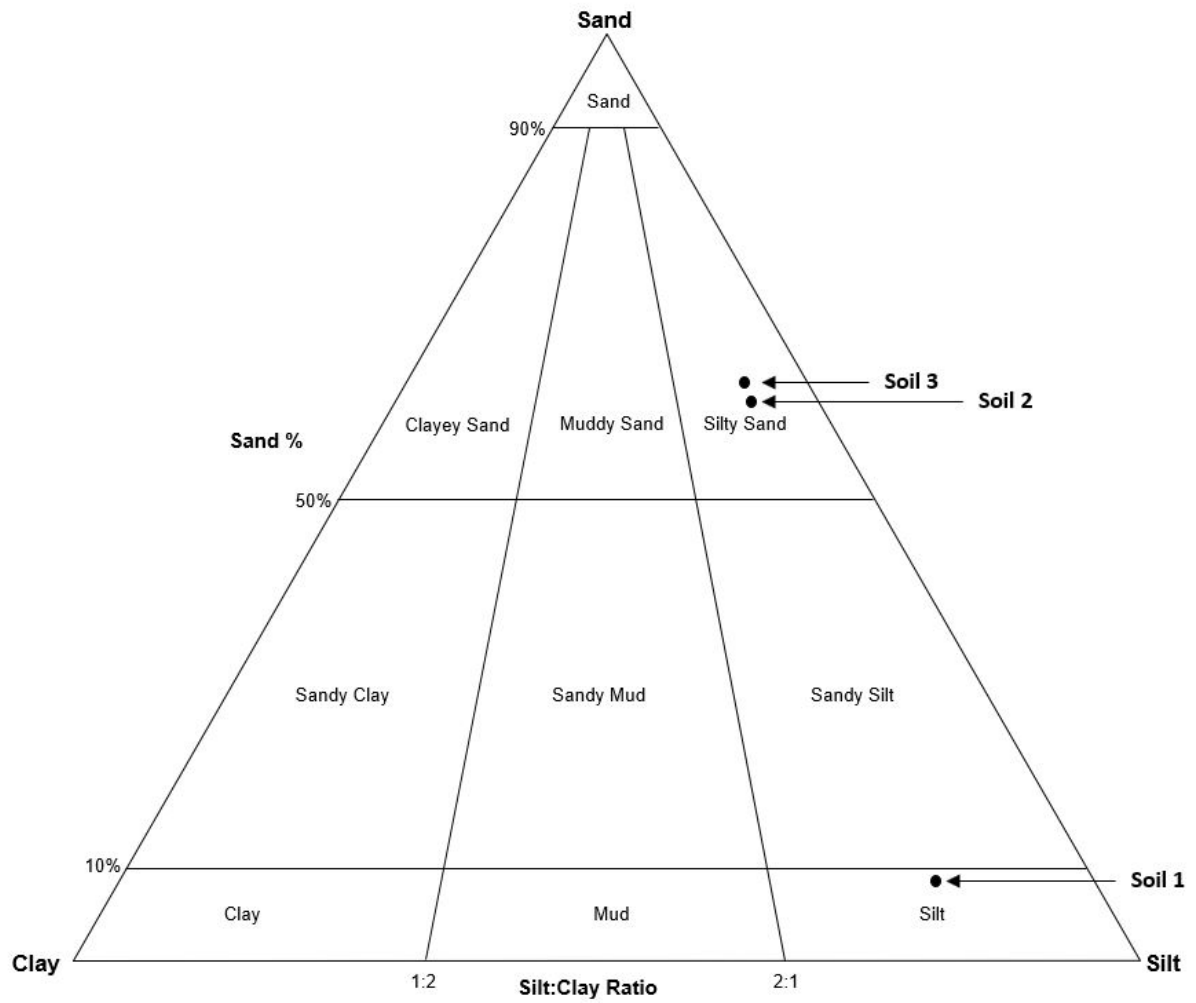 Sand
Sand
90%
Soil 3
Soil 2
Clayey Sand
Muddy Sand
Silty Sand
Sand %
50%
Sandy Clay
Sandy Mud
Sandy Silt
10%
Soil 1
Clay
Mud
Silt
Clay
Silt
1:2
Silt:Clay Ratio
2:1